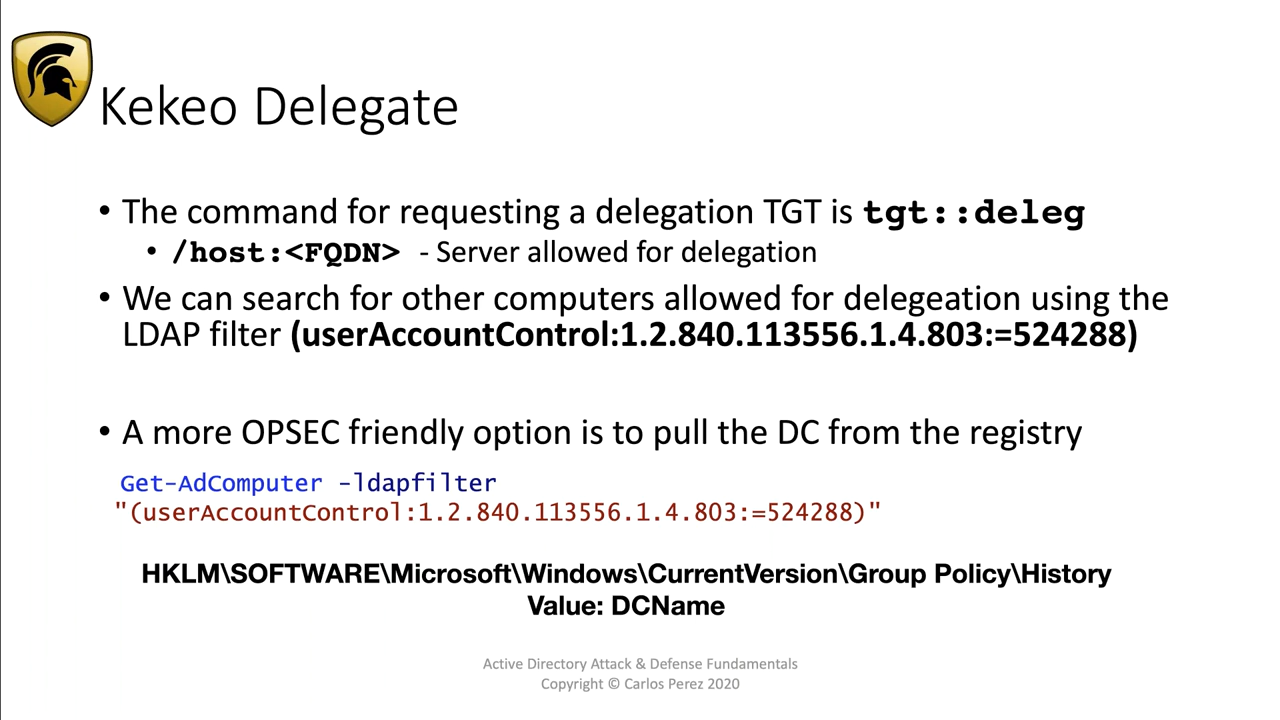 Kekeo Delegate
• The command for requesting a delegation TGT is tgt::deleg
• /host:<FQDN> - Server allowed for delegation
• We can search for other computers allowed for delegeation using the
LDAP filter (userAccountControl:1.2.840.113556.1.4.803:=524288)
• A more OPSEC friendly option is to pull the DC from the registry
Get-AdComputer -ldapfilter
"(userAccountControl:1.2.840.113556.1.4.803:=524288)"
HKLM\SOFTWARE\Microsoft\Windows\CurrentVersion\Group Policy\History
Value: DCName
Active Directory Attack & Defense Fundamentals
Copyright © Carlos Perez 2020